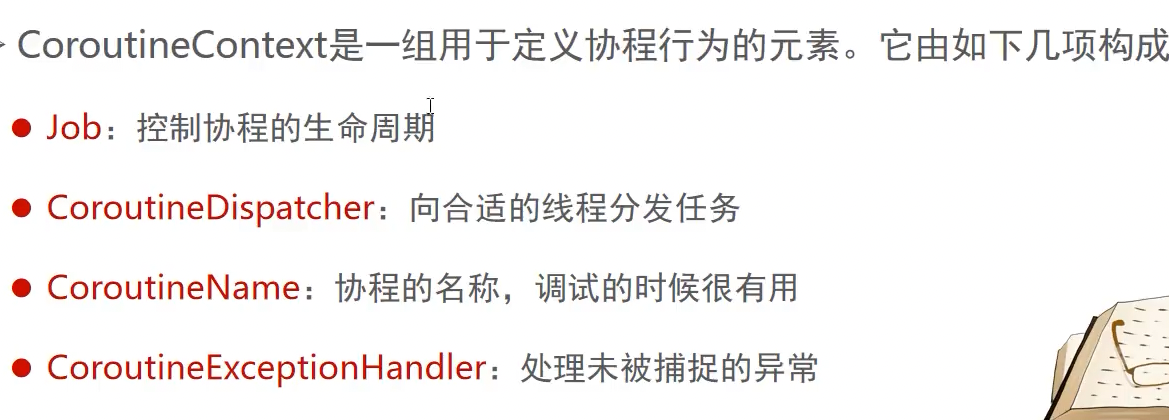 CoroutineContext是一组用于定义协程行为的元素。它由如下几项构成
Job：控制协程的生命周期
CoroutineDispatcher：向合适的线程分发任务
CoroutineName：协程的名称，调试的时候很有用
CoroutineExceptionHandler：处理未被捕捉的异常